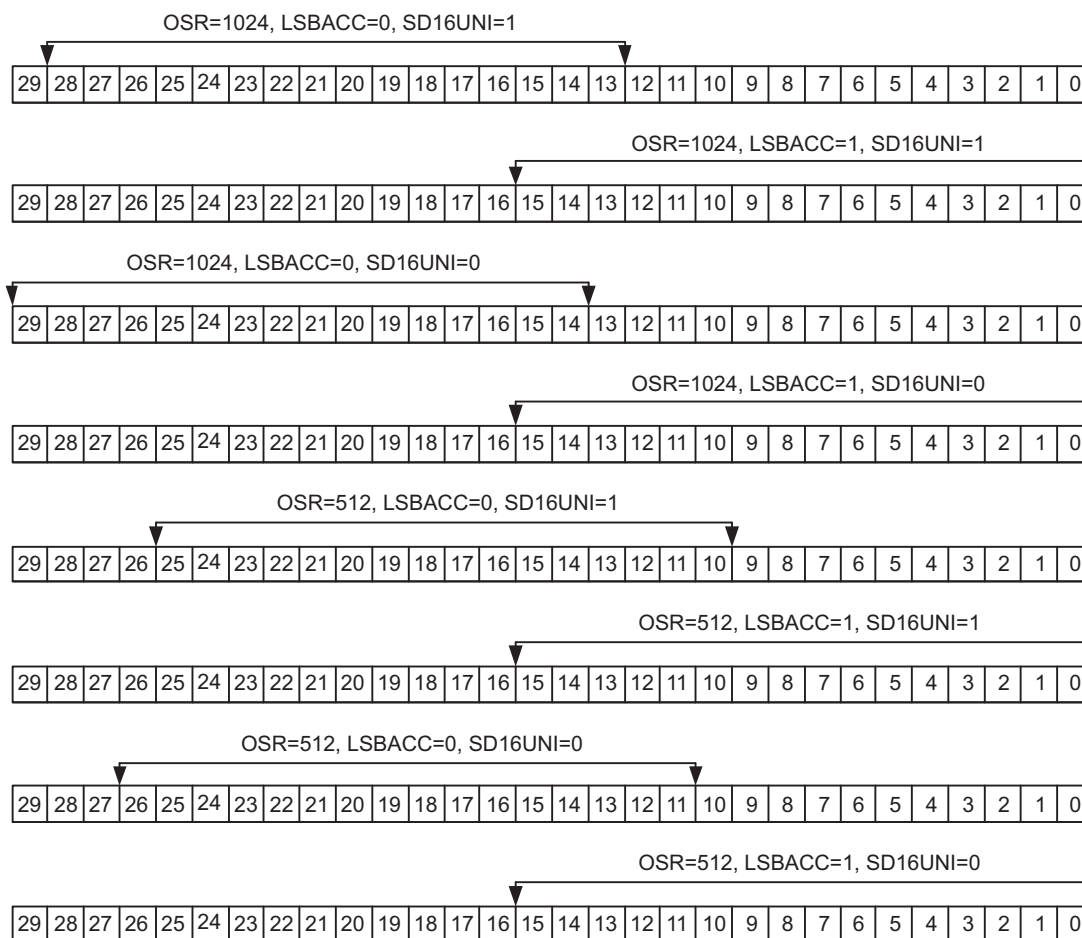 OSR=1024, LSBACC=0, SD16UNI=1
29 28 27 26 25 24 23 22 21 20 19 18 17 16 15 14 13 12 11 10 9 8 7 6 5 4 3 2 1 0
OSR=1024, LSBACC=1, SD16UNI=1
29 28 27 26 25 24 23 22 21 20 19 18 17 16 15 14 13 12 11 10 9 8 7 6 5 4 3 2 1 0
OSR=1024, LSBACC=0, SD16UNI=0
29 28 27 26 25 24 23 22 21 20 19 18 17 16 15 14 13 12 11 10 9 8 7 6 5 4 3 2 1 0
OSR=1024, LSBACC=1, SD16UNI=0
29 28 27 26 25 24 23 22 21 20 19 18 17 16 15 14 13 12 11 10 9 8 7 6 5 4 3 2 1 0
OSR=512, LSBACC=0, SD16UNI=1
29 28 27 26 25 24 23 22 21 20 19 18 17 16 15 14 13 12 11 10 9 8 7 6 5 4 3 2 1 0
OSR=512, LSBACC=1, SD16UNI=1
29 28 27 26 25 24 23 22 21 20 19 18 17 16 15 14 13 12 11 10 9 8 7 6 5 4 3 2 1 0
OSR=512, LSBACC=0, SD16UNI=0
29 28 27 26 25 24 23 22 21 20 19 18 17 16 15 14 13 12 11 10 9 8 7 6 5 4 3 2 1 0
OSR=512, LSBACC=1, SD16UNI=0
29 28 27 26 25 24 23 22 21 20 19 18 17 16 15 14 13 12 11 10 9 8 7 6 5 4 3 2 1 0